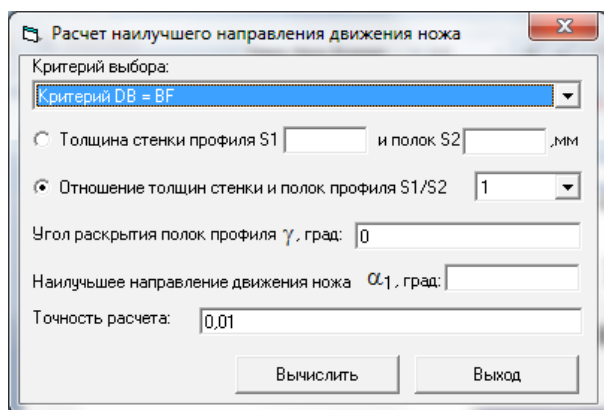 Расчет наилучшего направления движения ножа
Критерий выбора:
Критерий DB = BF
Толщина стенки профиля S1 и полок S2 ,мм
Отношение толщин стенки и полок профиля S1/S2 1
Угол раскрытия полок профиля γ, град: 0
Наилучьшее направление движения ножа α1, град:
Точность расчета: 0,01
Вычислить Выход